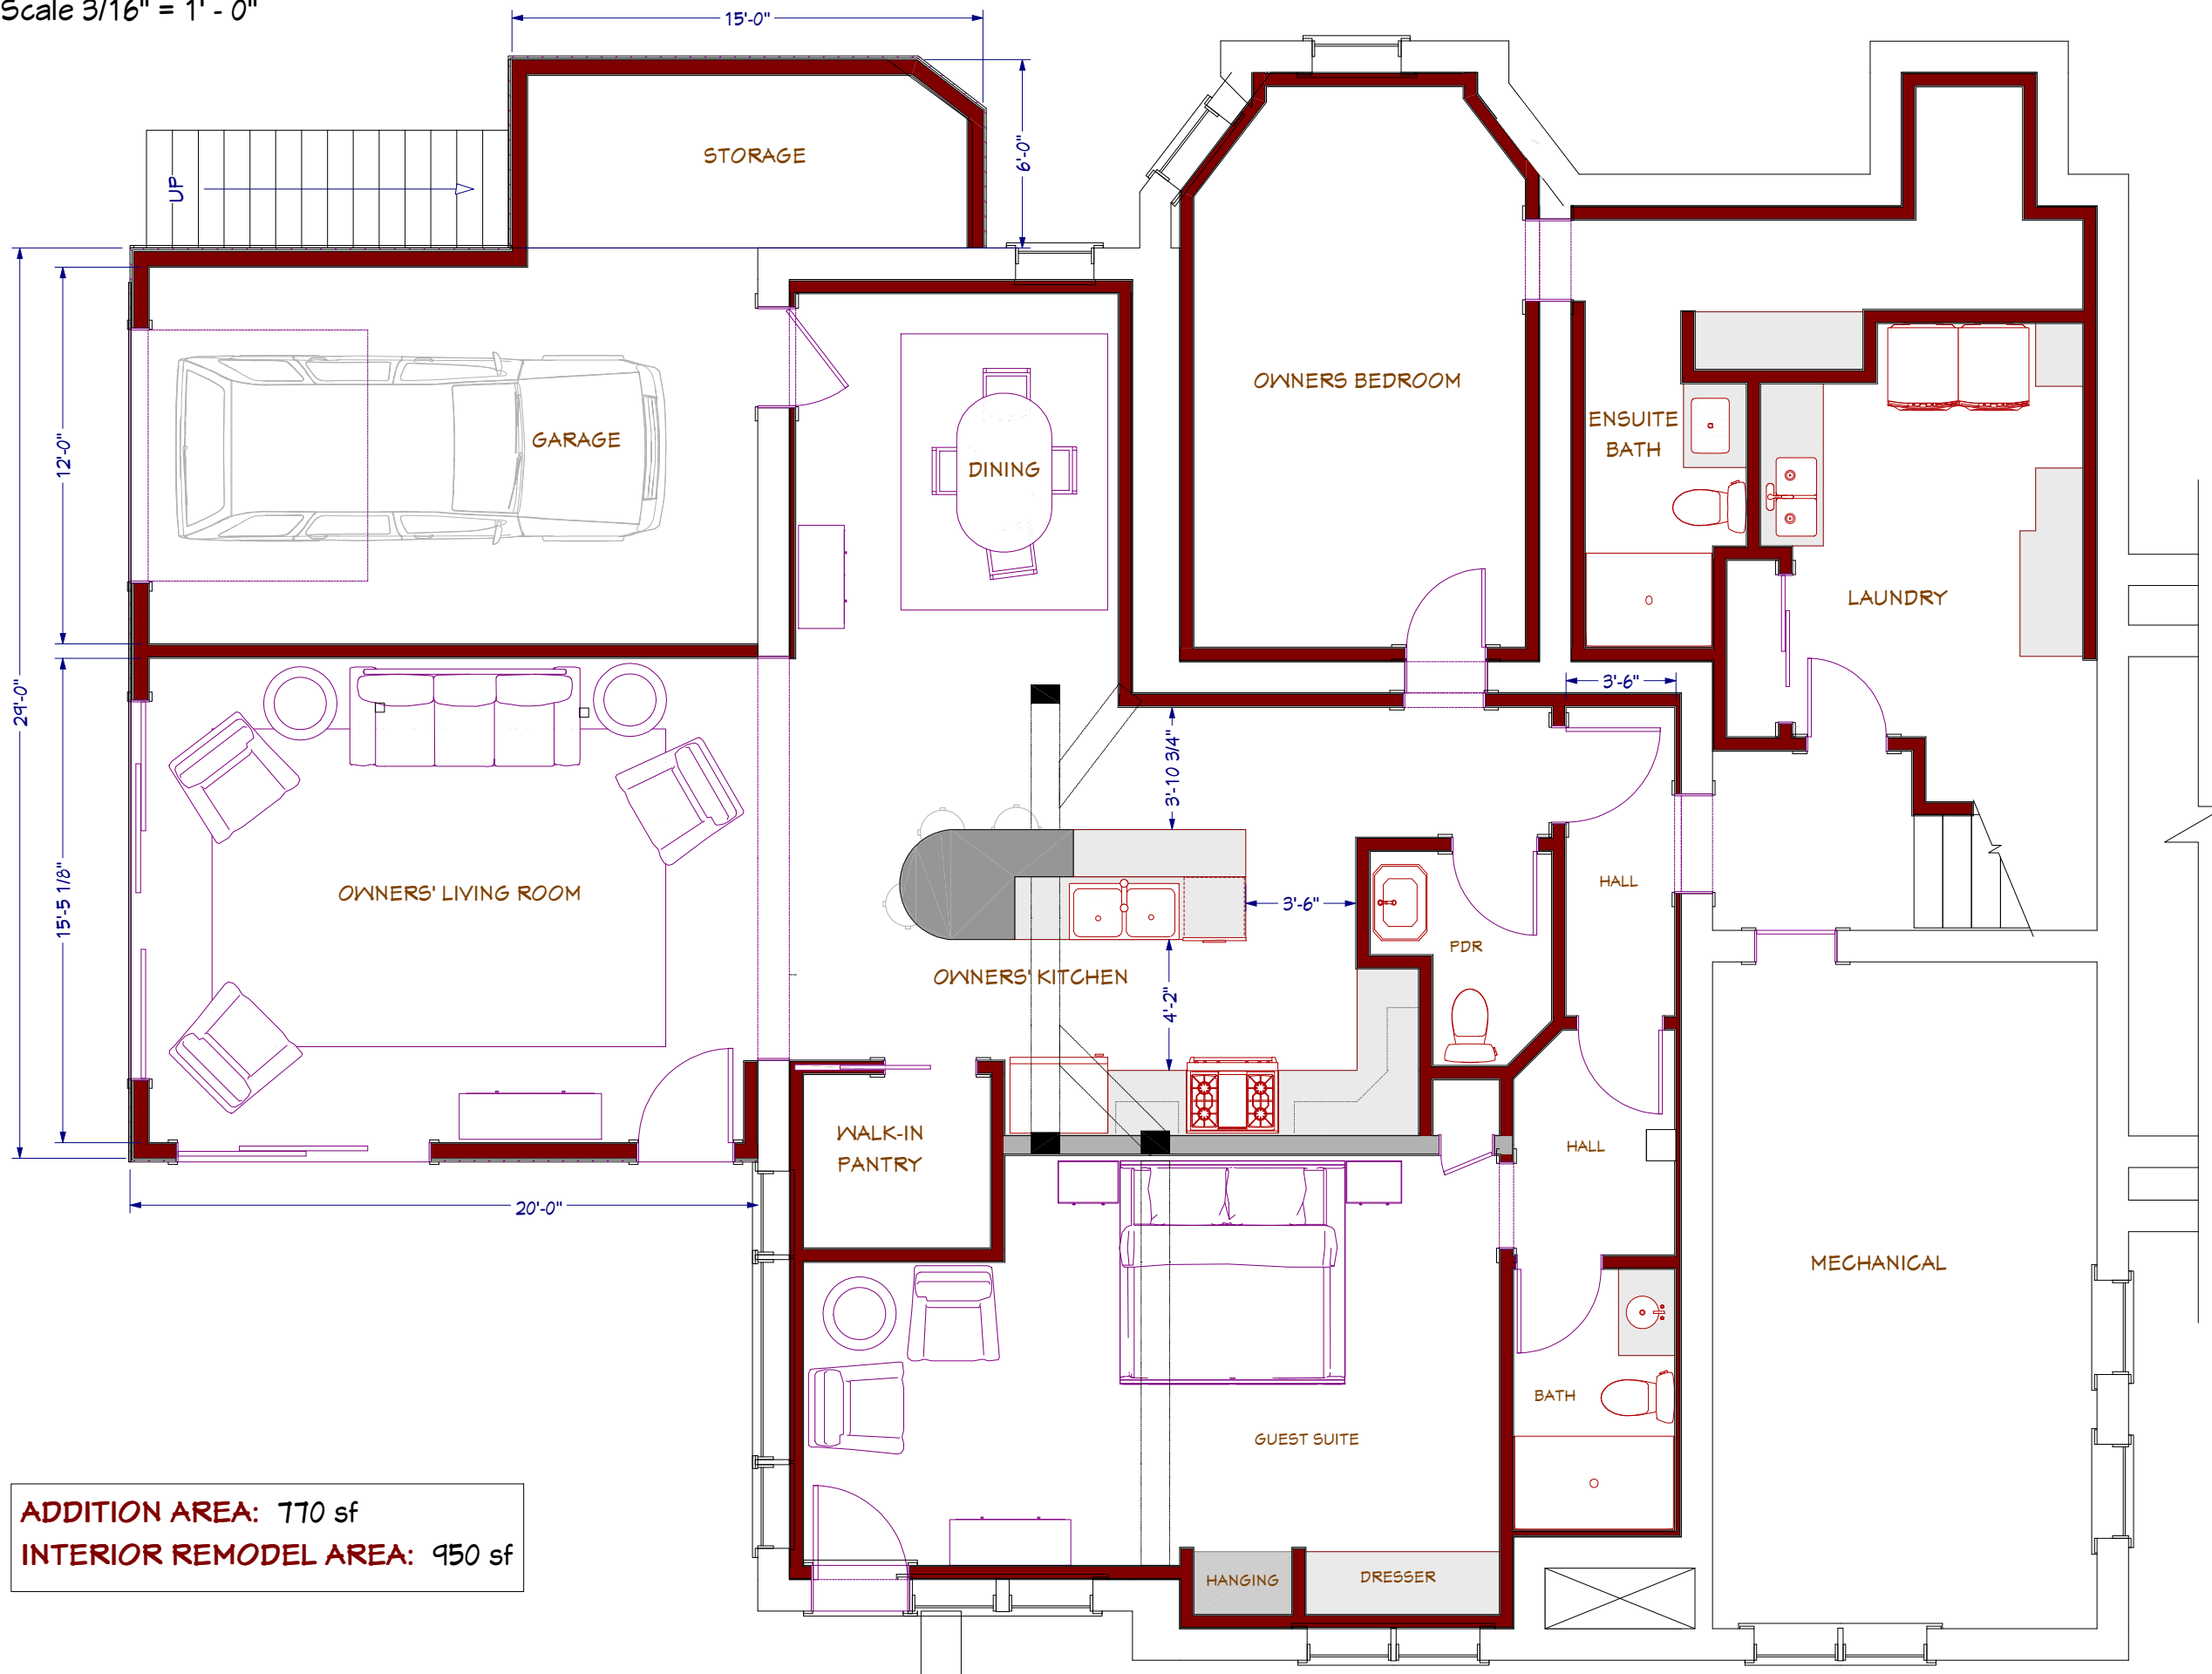 Scale 3/16" = 1' - 0"
15'-0"
STORAGE
6'-0"
UP
12'-0"
GARAGE
DINING
OWNERS BEDROOM
ENSUITE
BATH
LAUNDRY
29'-0"
3'-6"
3'-10 3/4"
15'-5 1/8"
OWNERS' LIVING ROOM
3'-6"
HALL
PDR
OWNERS' KITCHEN
4'-2"
WALK-IN
PANTRY
HALL
20'-0"
MECHANICAL
BATH
GUEST SUITE
ADDITION AREA: 770 sf
INTERIOR REMODEL AREA: 950 sf
HANGING
DRESSER